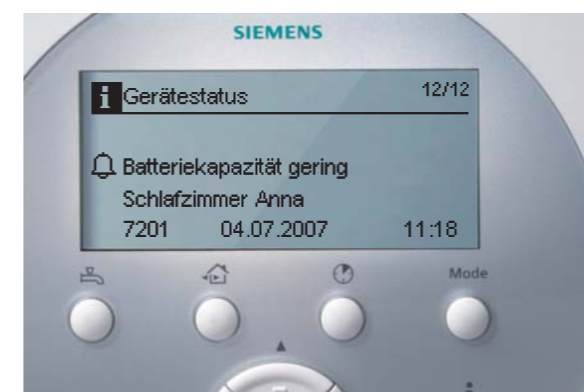 SIEMENS
Gerätestatus 12/12
Batteriekapazität gering
Schlafzimmer Anna
7201 04.07.2007 11:18
Mode